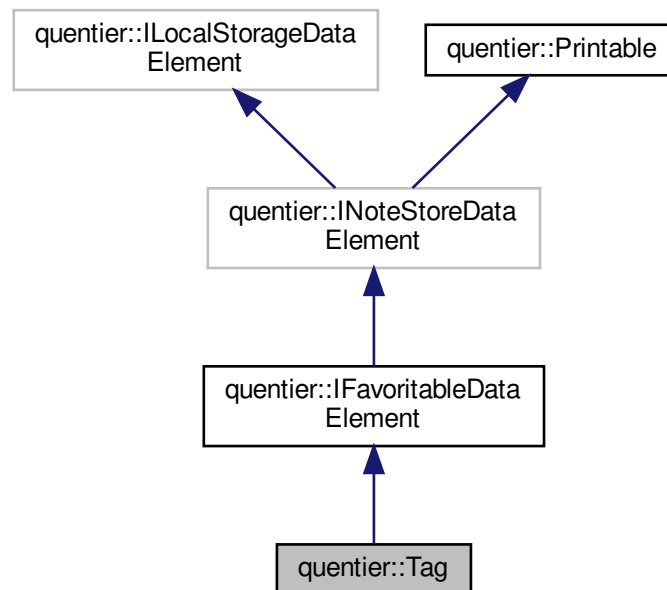 quentier::ILocalStorageData
Element
quentier::Printable
quentier::INoteStoreData
Element
quentier::IFavoritableData
Element
quentier::Tag